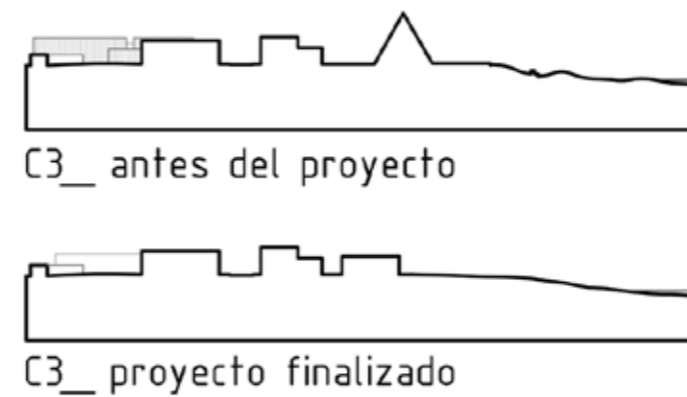 C3_ antes del proyecto
C3_ proyecto finalizado